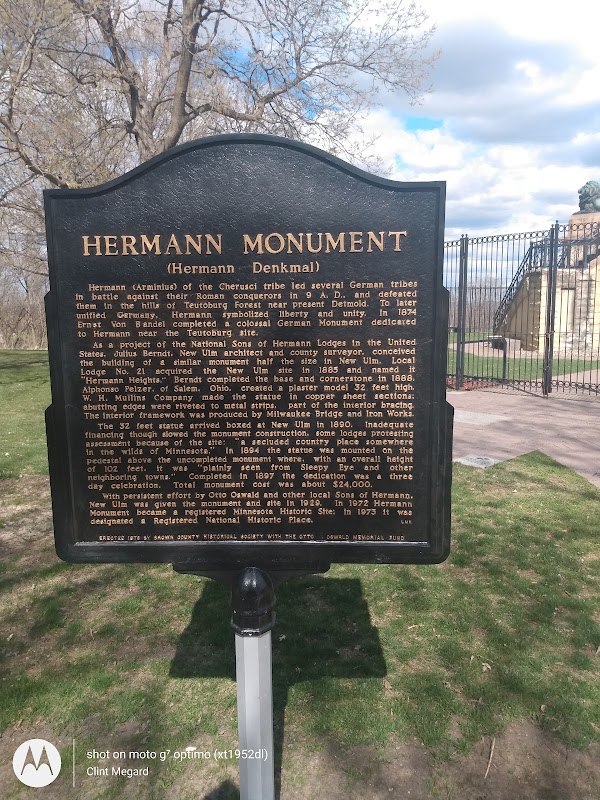 HERMANN MONUMENT
(Hermann Denkmal)
Hermann (Arminius) of the Cherusci tribe led several German tribes
in battle against their Roman conquerors in 9 A. D., and defeated
them in the hills of Teutoburg Forest near present Detmold. To later
unified Germany, Hermann symbolized liberty and unity. In 1874
Ernst Von Bandel completed a colossal German Monument dedicated
to Hermann near the Teutoburg site.
As a project of the National Sons of Hermann Lodges in the United
States, Julius Berndt, New Ulm architect and county surveyor, conceived
the building of a similar monument half the size in New Ulm. Local
Lodge No. 21 acquired the New Ulm site in 1885 and named it
"Hermann Heights." Berndt completed the base and cornerstone in 1888.
Alphonso Pelzer, of Salem, Ohio, created a plaster model 32 feet high.
W. H. Mullins Company made the statue in copper sheet sections;
abutting edges were riveted to metal strips, part of the interior bracing.
The interior framework was produced by Milwaukee Bridge and Iron Works.
The 32 feet statue arrived boxed at New Ulm in 1890. Inadequate
financing though slowed the monument construction, some lodges protesting
assessment because of the site: "a secluded country place somewhere
in the wilds of Minnesota." In 1894 the statue was mounted on the
pedestal above the uncompleted monument where, with an overall height
of 102 feet, it was "plainly seen from Sleepy Eye and other
neighboring towns." Completed in 1897 the dedication was a three
day celebration. Total monument cost was about $24,000.
With persistent effort by Otto Oswald and other local Sons of Hermann,
New Ulm was given the monument and site in 1929. In 1972 Hermann
Monument became a registered Minnesota Historic Site; in 1973 it was
designated a Registered National Historic Place.
ERECTED 1975 BY BROWN COUNTY HISTORICAL SOCIETY WITH THE OTTO OSWALD MEMORIAL FUND
shot on moto g⁷ optimo (xt1952dl)
Clint Megard